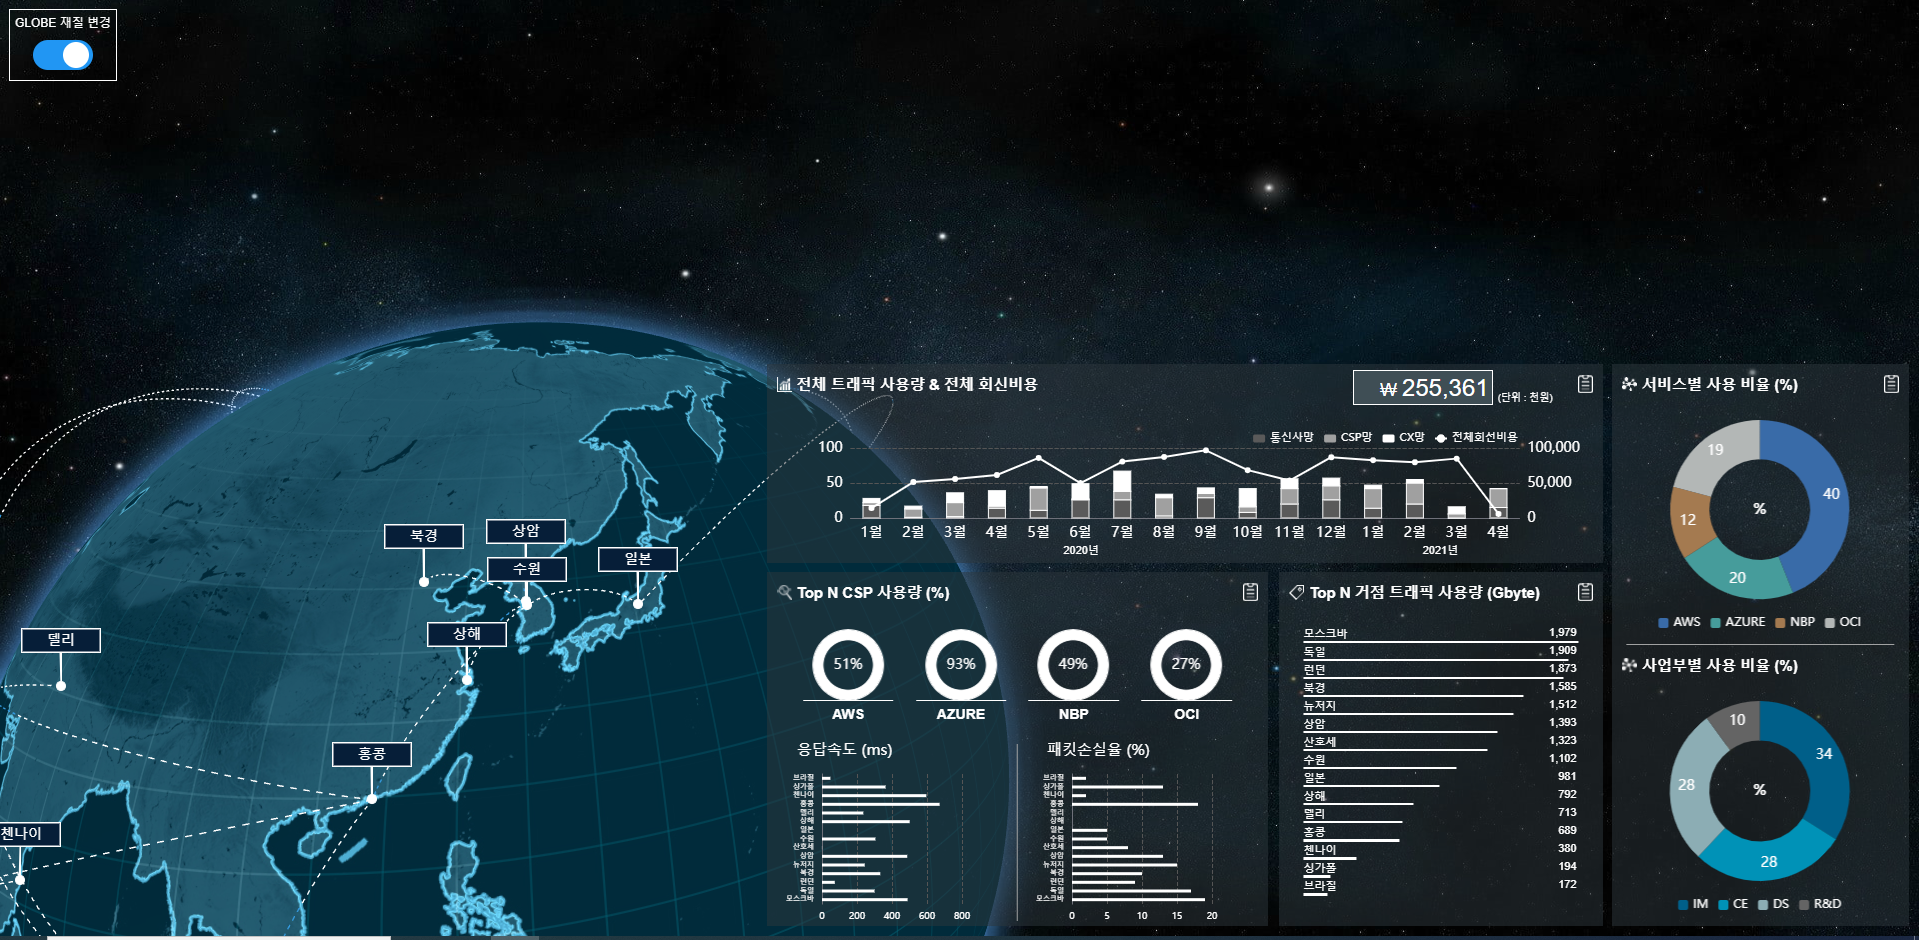 GLOBE 재질 변경
북경
상암
수원
일본
상해
델리
홍콩
첸나이
전체 트래픽 사용량 & 전체 회신비용
₩ 255,361 (단위 : 천원)
통신사망 CSP망 CX망 전체회선비용
100 100,000
50 50,000
0 0
1월 2월 3월 4월 5월 6월 7월 8월 9월 10월 11월 12월 1월 2월 3월 4월
2020년 2021년
Top N CSP 사용량 (%)
51% 93% 49% 27%
AWS AZURE NBP OCI
응답속도 (ms)
브라질
싱가폴
첸나이
홍콩
델리
상해
일본
수원
산호세
상암
뉴저지
북경
런던
독일
모스크바
0 200 400 600 800
패킷손실율 (%)
브라질
싱가폴
첸나이
홍콩
델리
상해
일본
수원
산호세
상암
뉴저지
북경
런던
독일
모스크바
0 5 10 15 20
Top N 거점 트래픽 사용량 (Gbyte)
모스크바 1,979
독일 1,909
런던 1,873
북경 1,585
뉴저지 1,512
상암 1,393
산호세 1,323
수원 1,102
일본 981
상해 792
델리 713
홍콩 689
첸나이 380
싱가폴 194
브라질 172
서비스별 사용 비율 (%)
19
40
12
%
20
AWS AZURE NBP OCI
사업부별 사용 비율 (%)
10
34
28
%
28
IM CE DS R&D